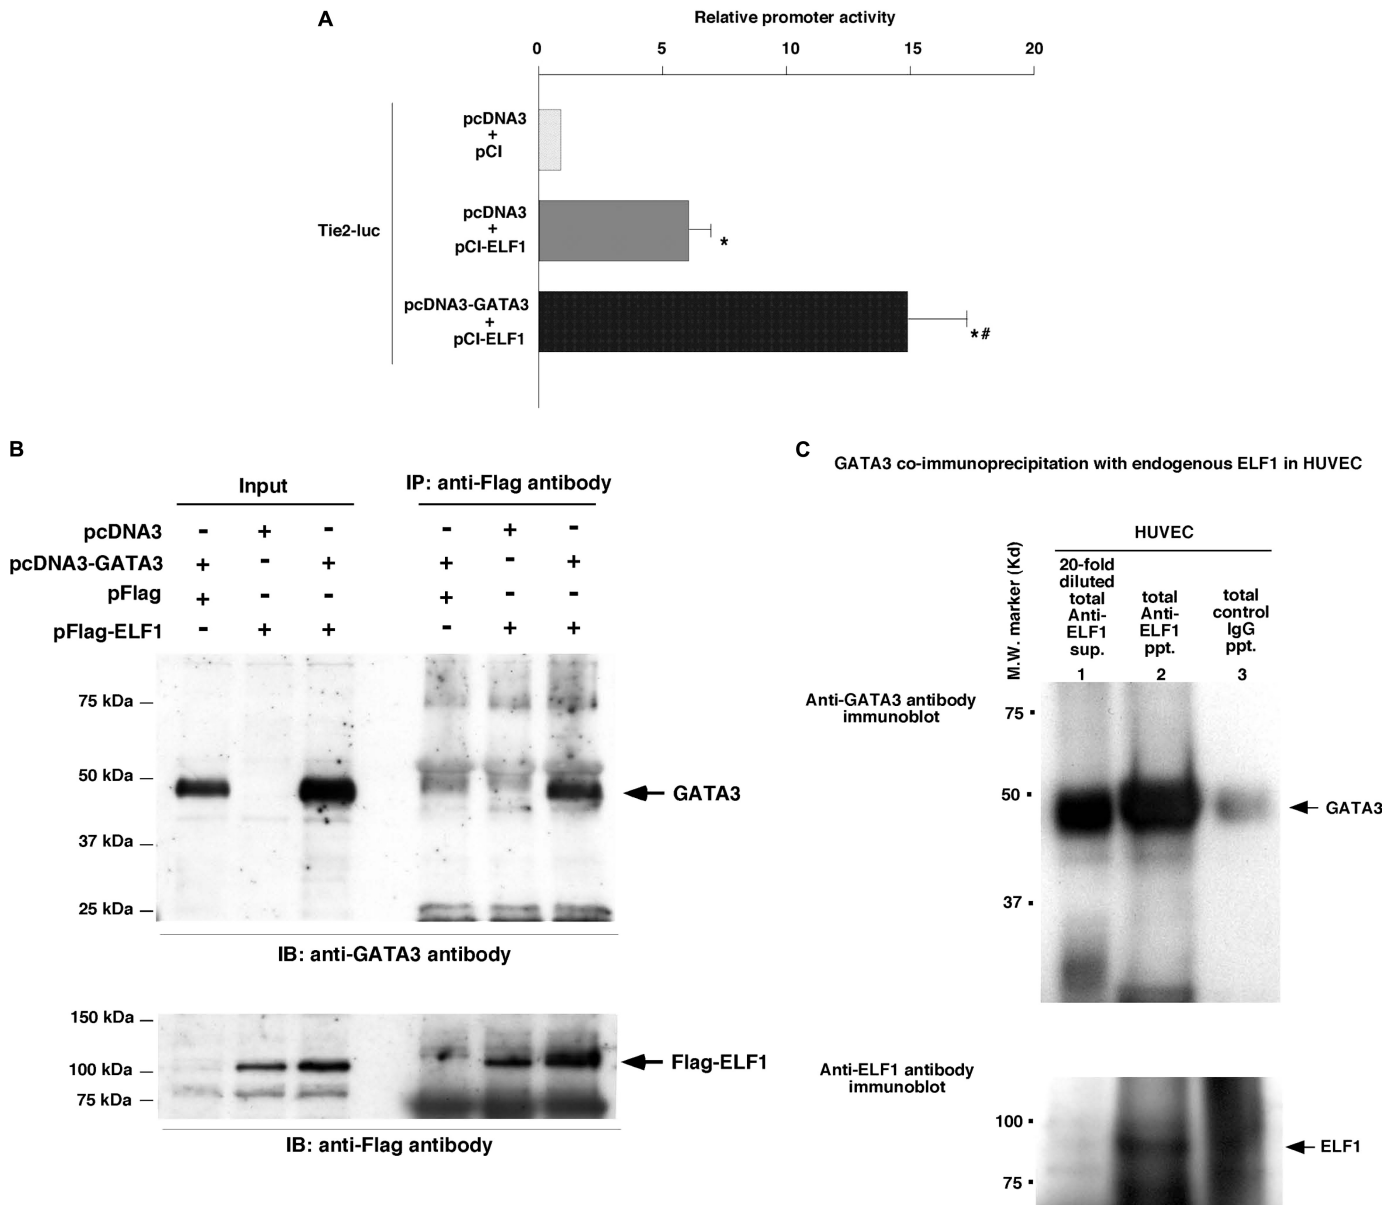 A
Relative promoter activity
0 5 10 15 20
pcDNA3
+
pCI
Tie2-luc
pcDNA3
+
pCI-ELF1
*
pcDNA3-GATA3
+
pCI-ELF1
*#
B
Input
IP: anti-Flag antibody
pcDNA3 - + - - + -
pcDNA3-GATA3 + - + + - +
pFlag + - - + - -
pFlag-ELF1 - + + - + +
75 kDa
50 kDa
GATA3
37 kDa
25 kDa
IB: anti-GATA3 antibody
150 kDa
100 kDa
Flag-ELF1
75 kDa
IB: anti-Flag antibody
C
GATA3 co-immunoprecipitation with endogenous ELF1 in HUVEC
HUVEC
M.W. marker (Kd)
20-fold
diluted
total
Anti-
ELF1
sup.
total
Anti-
ELF1
ppt.
total
control
IgG
ppt.
1 2 3
Anti-GATA3 antibody
immunoblot
75
50
GATA3
37
Anti-ELF1 antibody
immunoblot
100
ELF1
75